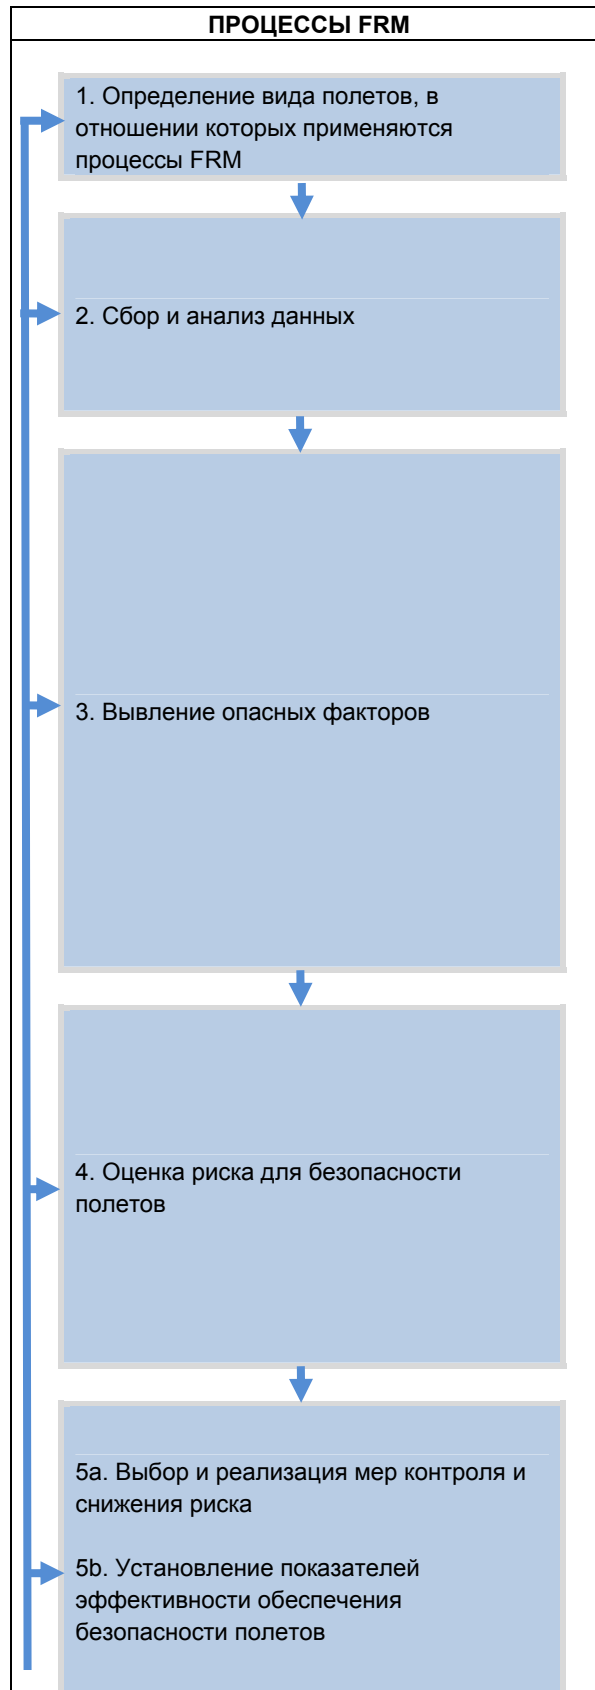 ПРОЦЕССЫ FRM
1. Определение вида полетов, в
отношении которых применяются
процессы FRM
2. Сбор и анализ данных
3. Вывление опасных факторов
4. Оценка риска для безопасности
полетов
5a. Выбор и реализация мер контроля и
снижения риска
5b. Установление показателей
эффективности обеспечения
безопасности полетов